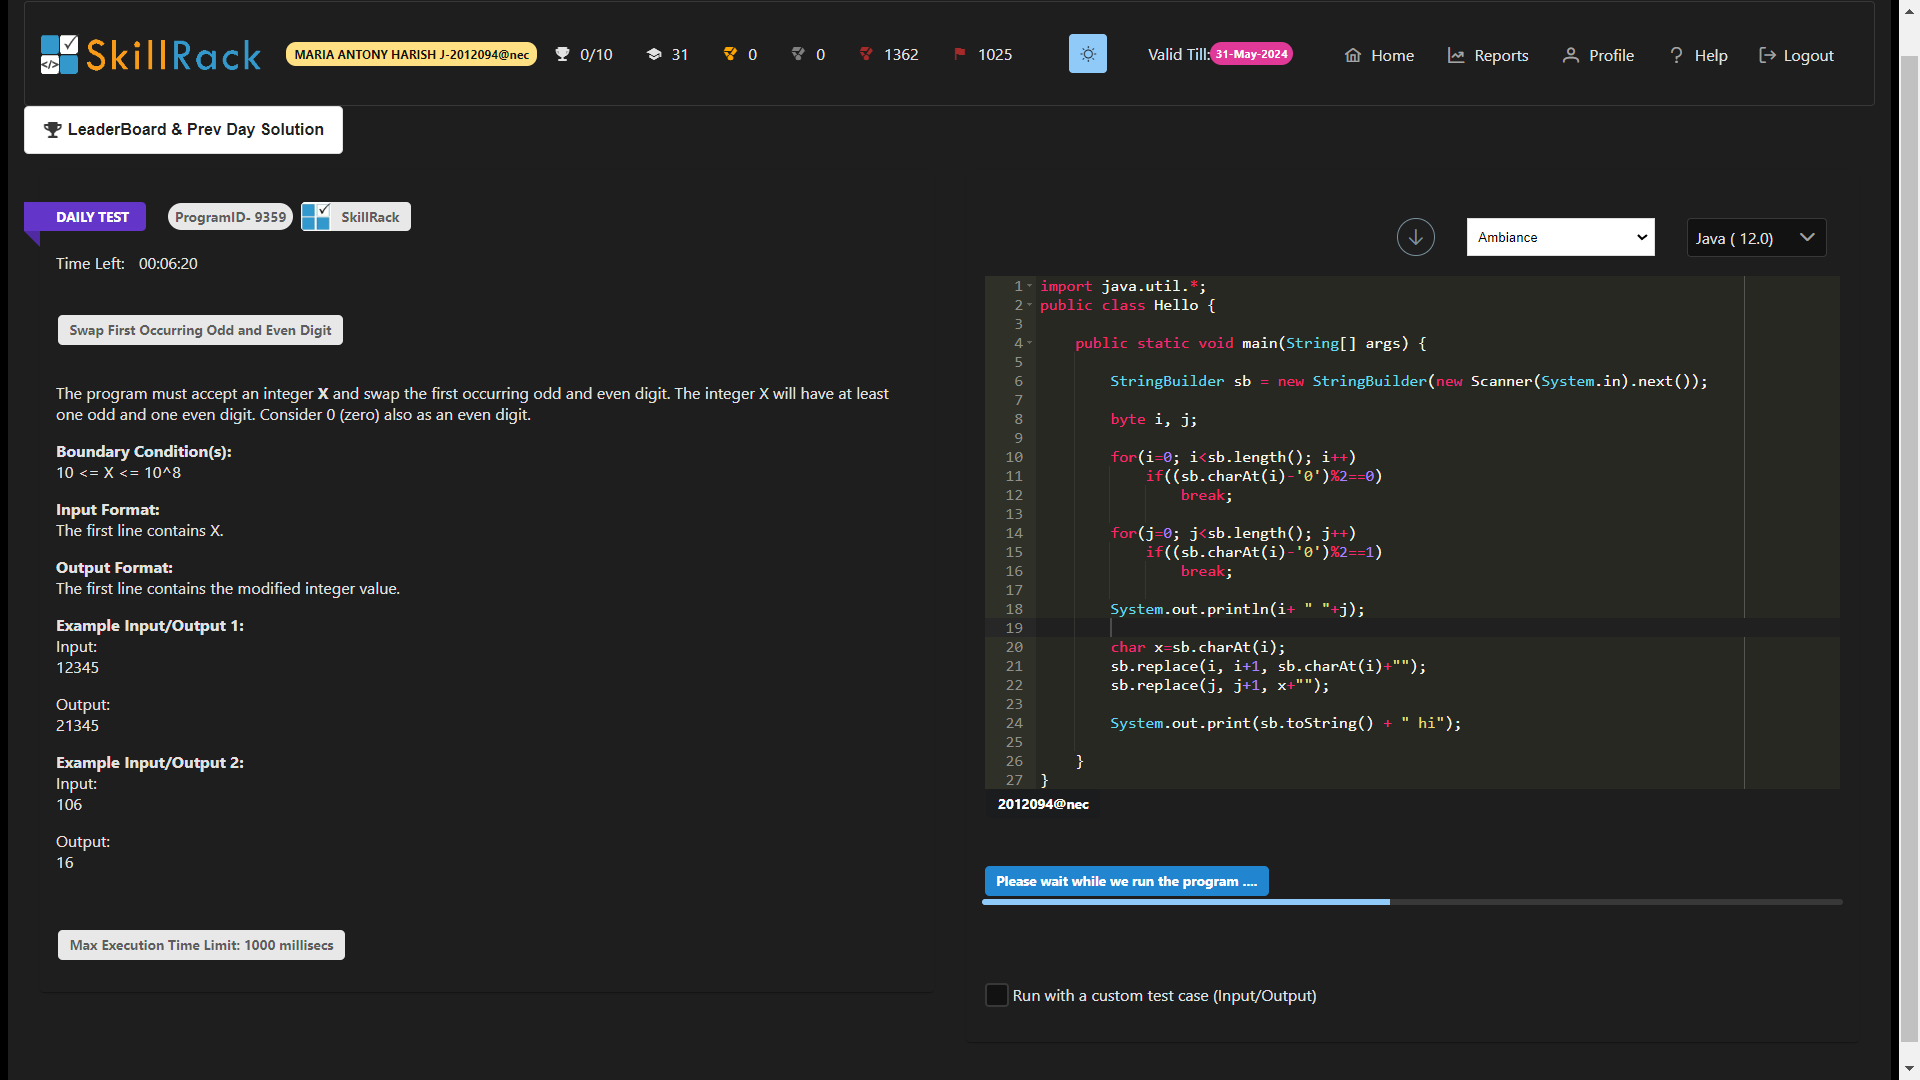 SkillRack
MARIA ANTONY HARISH J-2012094@nec
0/10
31
0
0
1362
1025
Valid Till:
31-May-2024
Home
Reports
Profile
Help
Logout
LeaderBoard & Prev Day Solution
DAILY TEST
ProgramID- 9359
SkillRack
Time Left: 00:06:20
Swap First Occurring Odd and Even Digit
The program must accept an integer X and swap the first occurring odd and even digit. The integer X will have at least
one odd and one even digit. Consider 0 (zero) also as an even digit.
Boundary Condition(s):
10 <= X <= 10^8
Input Format:
The first line contains X.
Output Format:
The first line contains the modified integer value.
Example Input/Output 1:
Input:
12345
Output:
21345
Example Input/Output 2:
Input:
106
Output:
16
Max Execution Time Limit: 1000 millisecs
Ambiance
Java ( 12.0)
1 import java.util.*;
2 public class Hello {
3
4 public static void main(String[] args) {
5
6 StringBuilder sb = new StringBuilder(new Scanner(System.in).next());
7
8 byte i, j;
9
10 for(i=0; i<sb.length(); i++)
11 if((sb.charAt(i)-'0')%2==0)
12 break;
13
14 for(j=0; j<sb.length(); j++)
15 if((sb.charAt(i)-'0')%2==1)
16 break;
17
18 System.out.println(i+ " "+j);
19
20 char x=sb.charAt(i);
21 sb.replace(i, i+1, sb.charAt(i)+"");
22 sb.replace(j, j+1, x+"");
23
24 System.out.print(sb.toString() + " hi");
25
26 }
27 }
2012094@nec
Please wait while we run the program ....
Run with a custom test case (Input/Output)